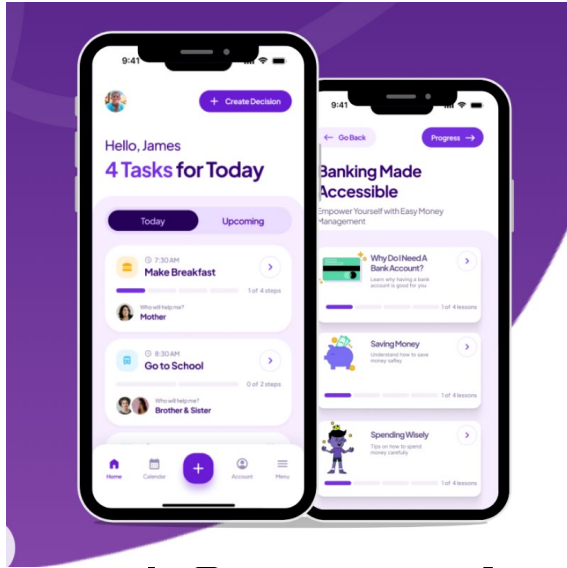 9:41
+ Create Decision
Hello, James
4 Tasks for Today
Today
Upcoming
7:30 AM
Make Breakfast
1 of 4 steps
Who will help me?
Mother
8:30 AM
Go to School
0 of 2 steps
Who will help me?
Brother & Sister
Home
Calendar
+
Account
Menu
9:41
← Go Back
Progress →
Banking Made
Accessible
Empower Yourself with Easy Money
Management
Why Do I Need A
Bank Account?
Learn why having a bank
account is good for you
1 of 4 lessons
Saving Money
Understand how to save
money saftey
1 of 4 lessons
Spending Wisely
Tips on how to spend
money carefully
1 of 4 lessons